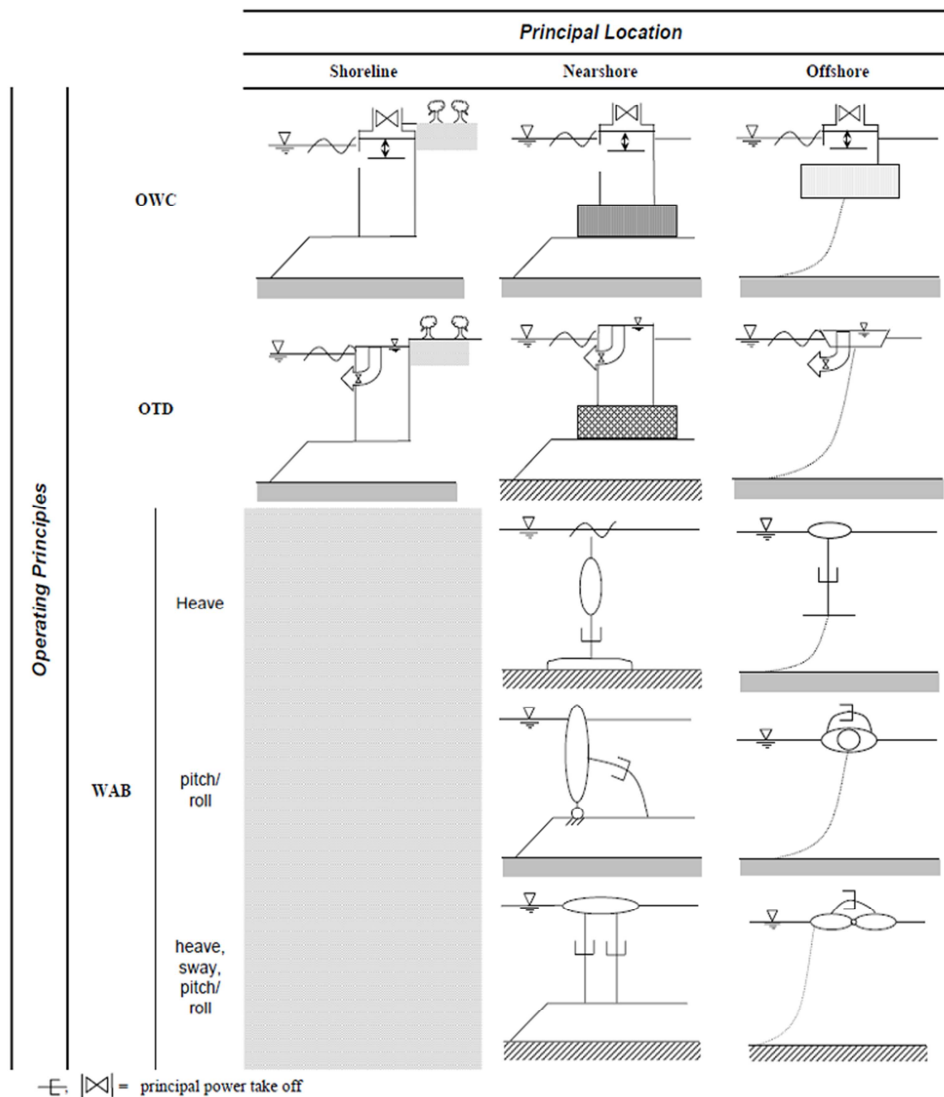 Principal Location
Shoreline
Nearshore
Offshore
Operating Principles
OWC
OTD
WAB
Heave
pitch/
roll
heave,
sway,
pitch/
roll
= principal power take off